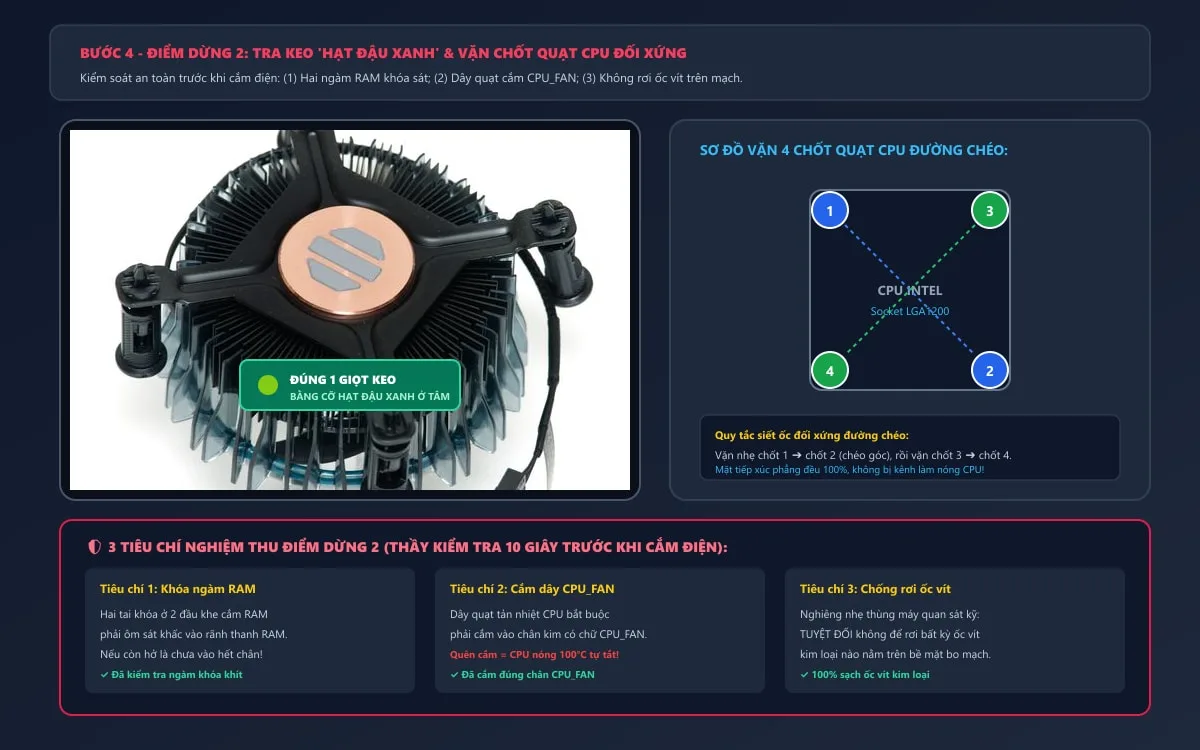 BƯỚC 4 - ĐIỂM DỪNG 2: TRA KEO 'HẠT ĐẬU XANH' & VẶN CHỐT QUẠT CPU ĐỐI XỨNG
Kiểm soát an toàn trước khi cắm điện: (1) Hai ngàm RAM khóa sát; (2) Dây quạt cắm CPU_FAN; (3) Không rơi ốc vít trên mạch.
ĐÚNG 1 GIỌT KEO
BẰNG CỠ HẠT ĐẬU XANH Ở TÂM
SƠ ĐỒ VẶN 4 CHỐT QUẠT CPU ĐƯỜNG CHÉO:
1
3
CPU INTEL
Socket LGA1200
4
2
Quy tắc siết ốc đối xứng đường chéo:
Vặn nhẹ chốt 1 ➔ chốt 2 (chéo góc), rồi vặn chốt 3 ➔ chốt 4.
Mặt tiếp xúc phẳng đều 100%, không bị kênh làm nóng CPU!
3 TIÊU CHÍ NGHIỆM THU ĐIỂM DỪNG 2 (THẦY KIỂM TRA 10 GIÂY TRƯỚC KHI CẮM ĐIỆN):
Tiêu chí 1: Khóa ngàm RAM
Hai tai khóa ở 2 đầu khe cắm RAM
phải ôm sát khấc vào rãnh thanh RAM.
Nếu còn hở là chưa vào hết chân!
✓ Đã kiểm tra ngàm khóa khít
Tiêu chí 2: Cắm dây CPU_FAN
Dây quạt tản nhiệt CPU bắt buộc
phải cắm vào chân kim có chữ CPU_FAN.
Quên cắm = CPU nóng 100°C tự tắt!
✓ Đã cắm đúng chân CPU_FAN
Tiêu chí 3: Chống rơi ốc vít
Nghiêng nhẹ thùng máy quan sát kỹ:
TUYỆT ĐỐI không để rơi bất kỳ ốc vít
kim loại nào nằm trên bề mặt bo mạch.
✓ 100% sạch ốc vít kim loại